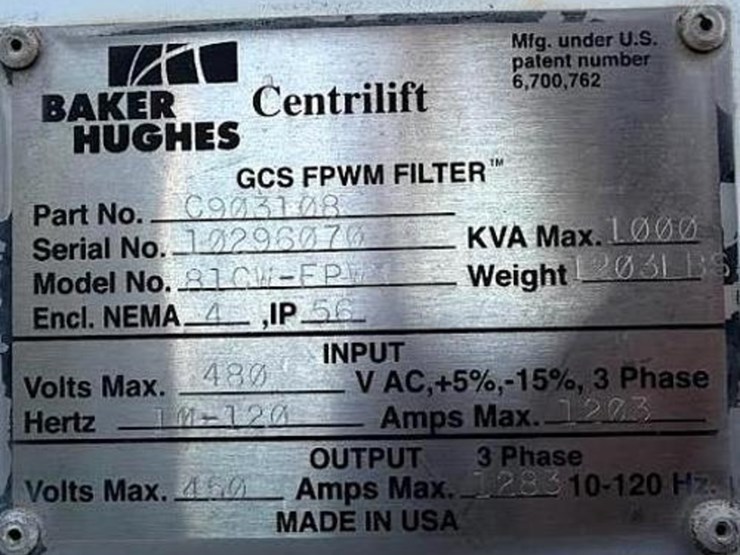 Mfg. under U.S.
patent number
6,700,762
BAKER
HUGHES
Centrilift
GCS FPWM FILTER™
Part No. C903108
Serial No. 10296070
KVA Max. 1000
Model No.
Weight 1203LBS
Encl. NEMA 4 ,IP 56
INPUT
Volts Max. 480 V AC,+5%,-15%, 3 Phase
Hertz 10-120 Amps Max. 1203
OUTPUT 3 Phase
Volts Max. Amps Max. 10-120 Hz.
MADE IN USA